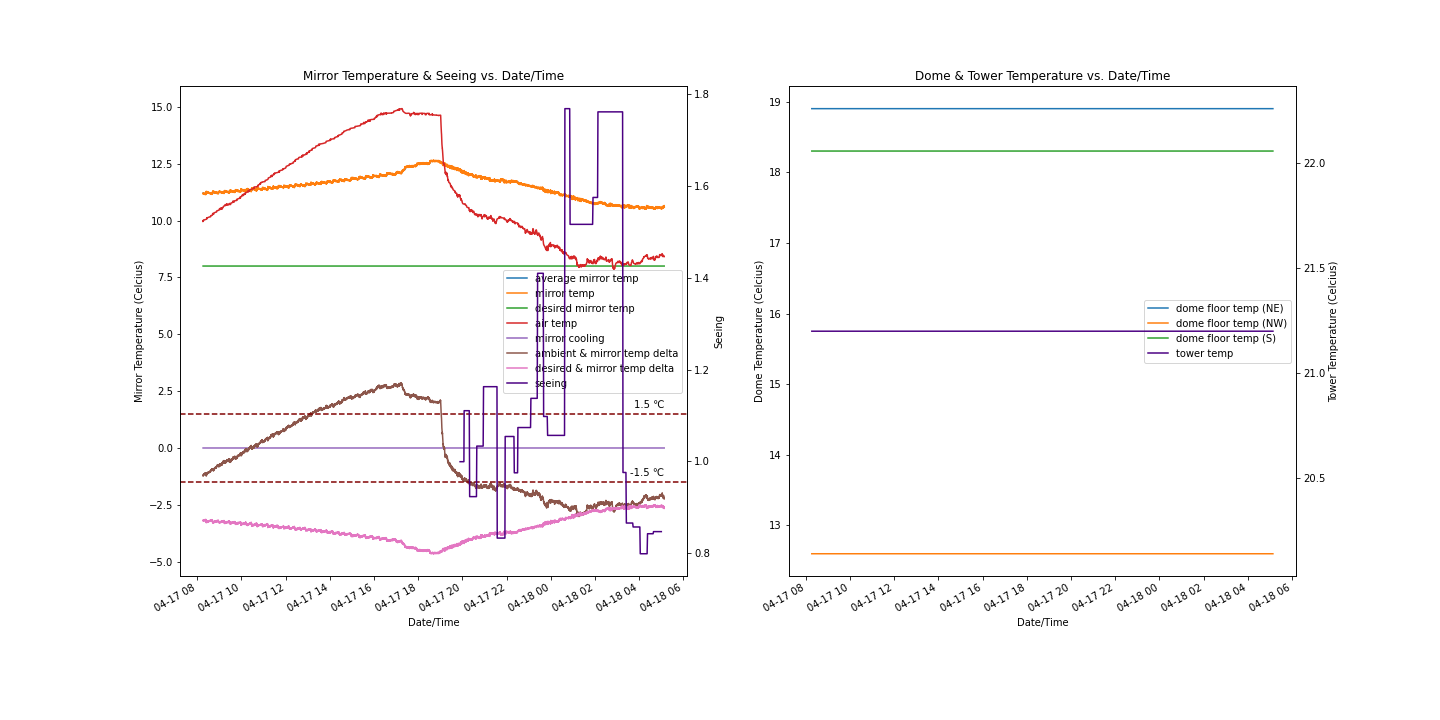 Mirror Temperature & Seeing vs. Date/Time
Mirror Temperature (Celcius)
15.0
12.5
10.0
7.5
5.0
2.5
0.0
−2.5
−5.0
1.8
1.6
1.4
1.2
1.0
0.8
Seeing
average mirror temp
mirror temp
desired mirror temp
air temp
mirror cooling
ambient & mirror temp delta
desired & mirror temp delta
seeing
1.5 °C
-1.5 °C
04-17 08
04-17 10
04-17 12
04-17 14
04-17 16
04-17 18
04-17 20
04-17 22
04-18 00
04-18 02
04-18 04
04-18 06
Date/Time
Dome & Tower Temperature vs. Date/Time
Dome Temperature (Celcius)
19
18
17
16
15
14
13
22.0
21.5
21.0
20.5
Tower Temperature (Celcius)
dome floor temp (NE)
dome floor temp (NW)
dome floor temp (S)
tower temp
04-17 08
04-17 10
04-17 12
04-17 14
04-17 16
04-17 18
04-17 20
04-17 22
04-18 00
04-18 02
04-18 04
04-18 06
Date/Time